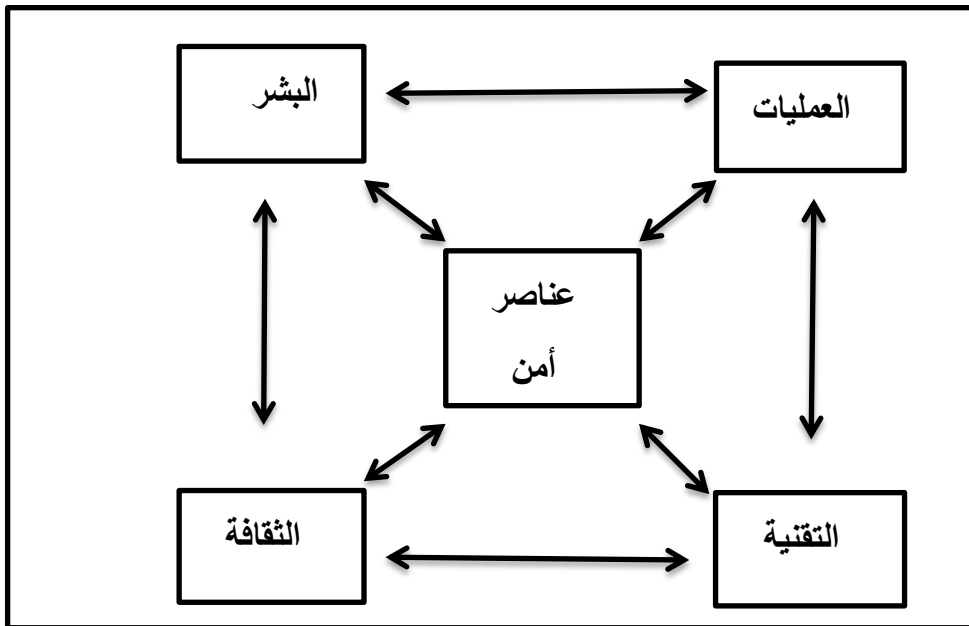 البشر
العمليات
عناصر
أمن
الثقافة
التقنية